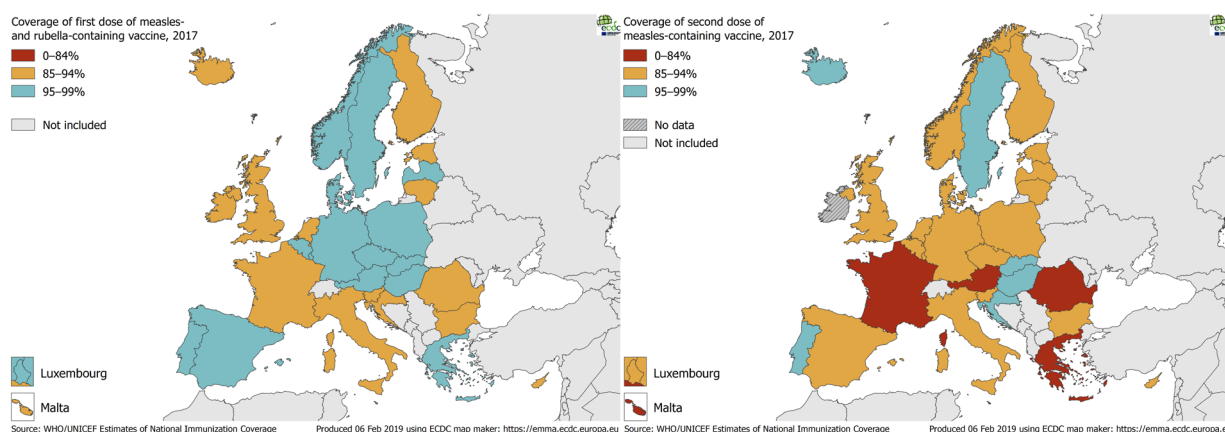 Coverage of first dose of measles-
and rubella-containing vaccine, 2017
0–84%
85–94%
95–99%
Not included
Luxembourg
Malta
Source: WHO/UNICEF Estimates of National Immunization Coverage
Produced 06 Feb 2019 using ECDC map maker: https://emma.ecdc.europa.eu
ecdc
Coverage of second dose of
measles-containing vaccine, 2017
0–84%
85–94%
95–99%
No data
Not included
Luxembourg
Malta
Source: WHO/UNICEF Estimates of National Immunization Coverage
Produced 06 Feb 2019 using ECDC map maker: https://emma.ecdc.europa.e
ecdc